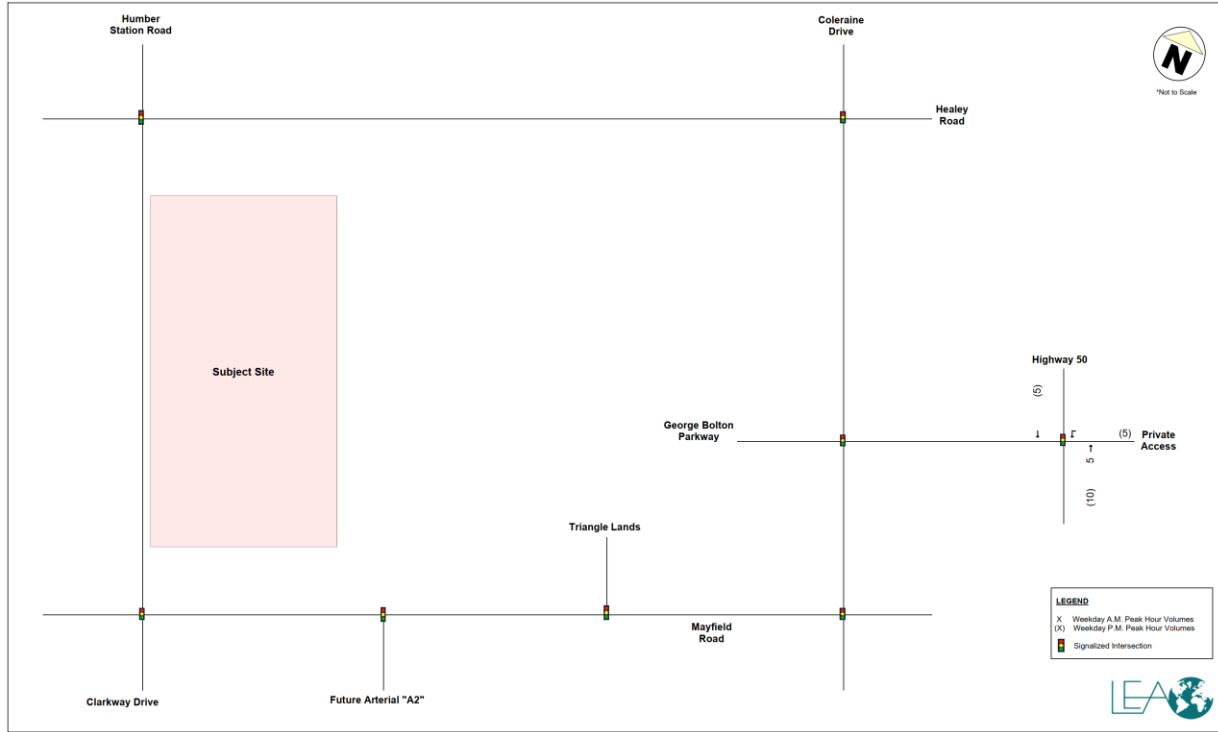 Humber
Station Road
Coleraine
Drive
N
*Not to Scale
Healey
Road
Subject Site
Highway 50
(5)
George Bolton
Parkway
(5)
Private
Access
5
(10)
Triangle Lands
Mayfield
Road
LEGEND
X Weekday A.M. Peak Hour Volumes
(X) Weekday P.M. Peak Hour Volumes
Signalized Intersection
Clarkway Drive
Future Arterial "A2"
LEA